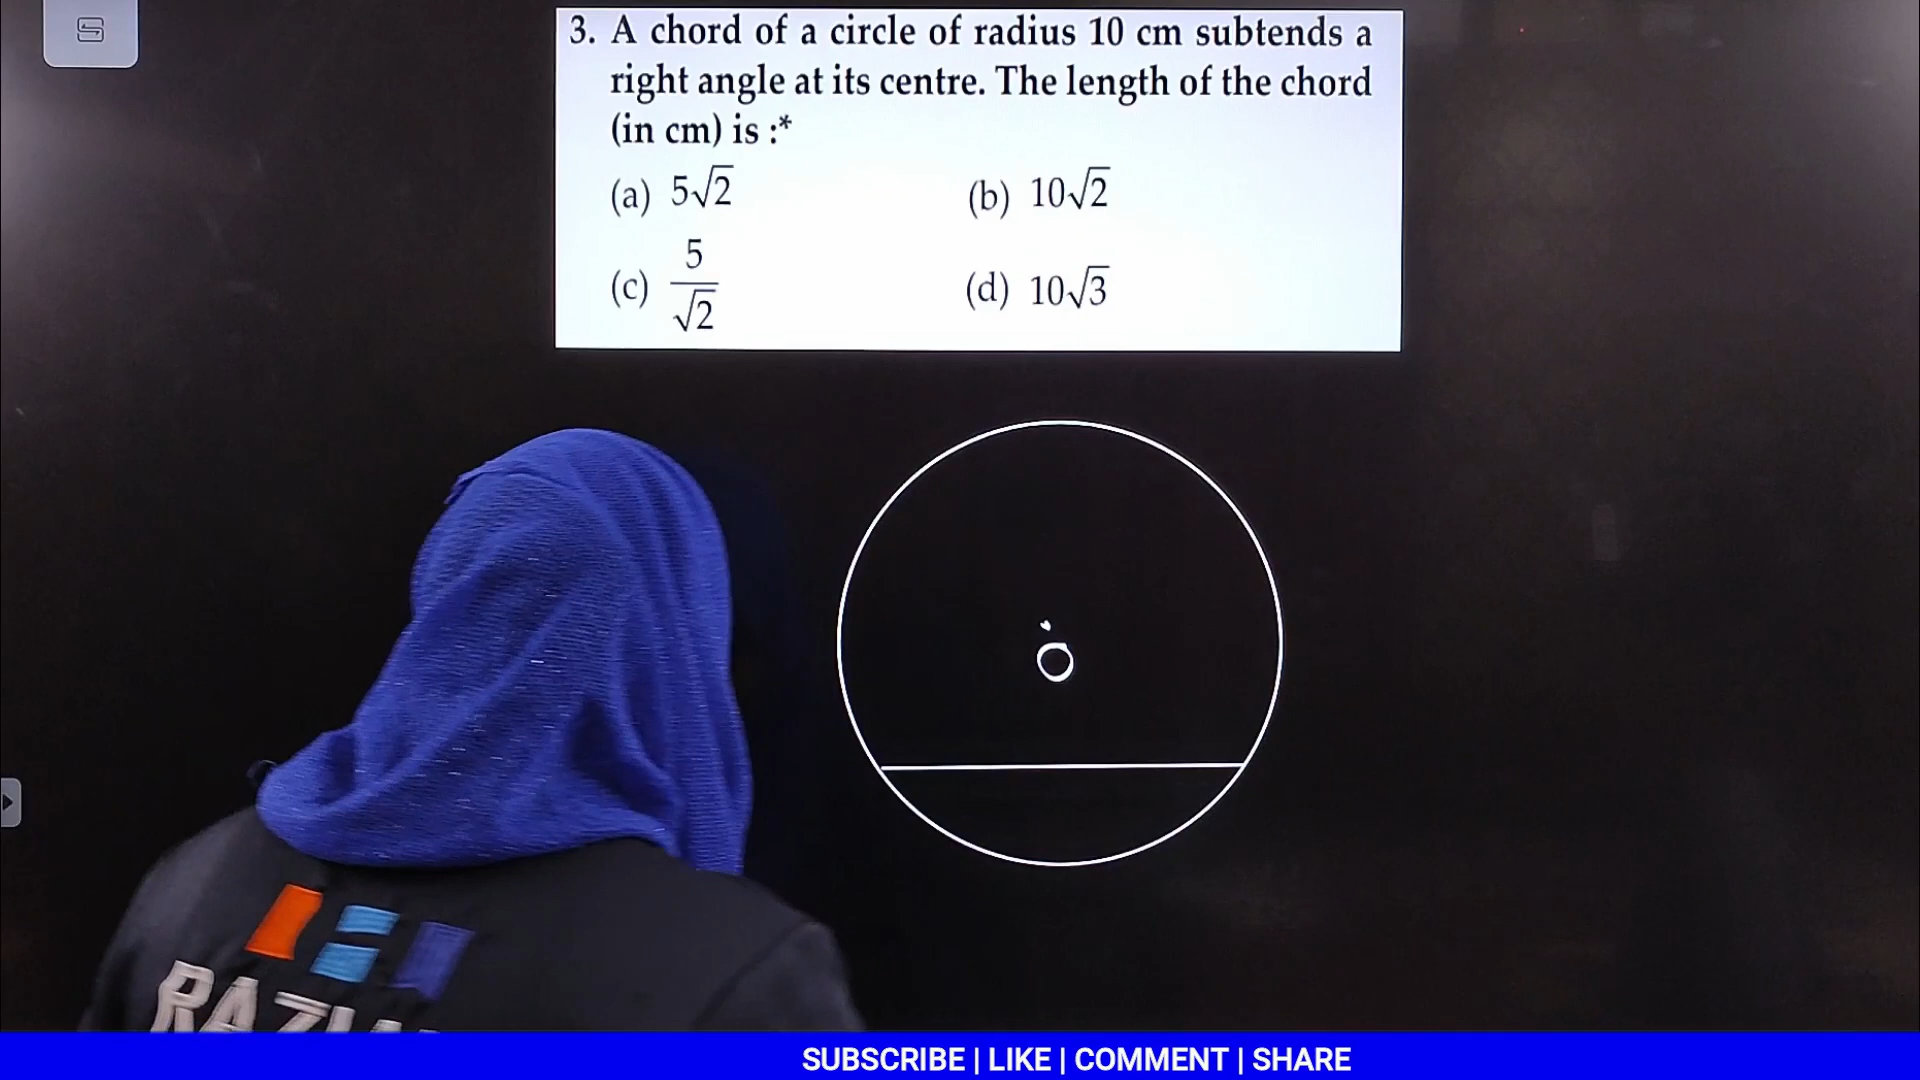 3. A chord of a circle of radius 10 cm subtends a
right angle at its centre. The length of the chord
(in cm) is :*
(a) 5√2 (b) 10√2
(c) 5/√2 (d) 10√3
O
SUBSCRIBE | LIKE | COMMENT | SHARE